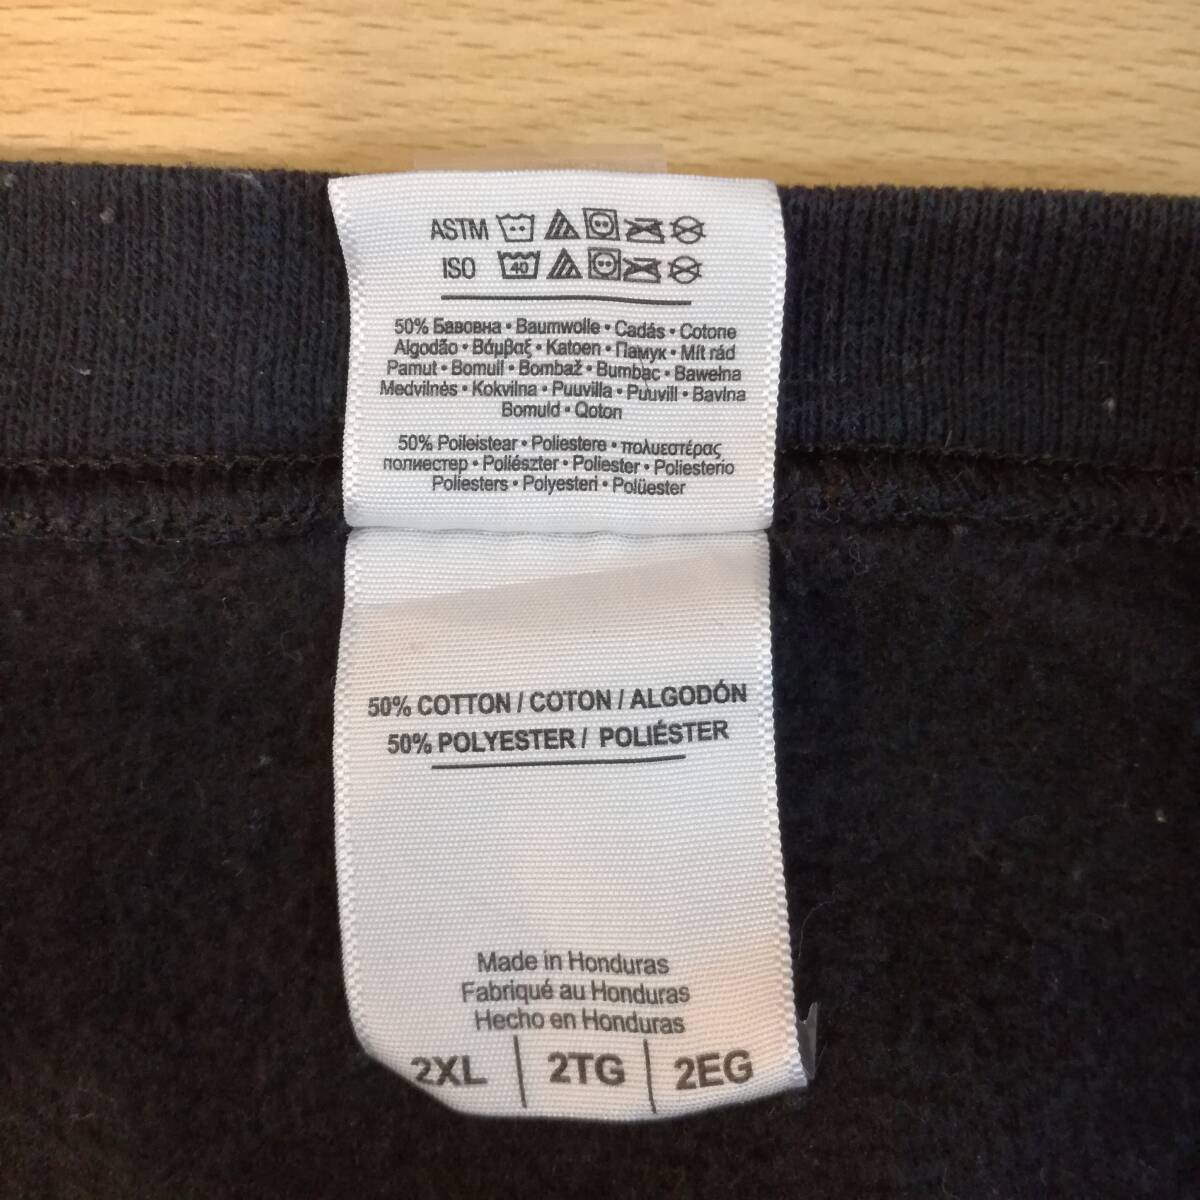 ASTM
ISO 40
50% Бавовна • Baumwolle • Cadás • Cotone
Algodão • Βάμβαξ • Katoen • Памук • Mít rád
Pamut • Bomull • Bombaž • Bumbac • Bawełna
Medvilnės • Kokvilna • Puuvilla • Puuvill • Bavlna
Bomuld • Qoton
50% Poileistear • Poliestere • πολυεστέρας
полиестер • Poliészter • Poliester • Poliesterio
Poliesters • Polyesteri • Polüester
50% COTTON / COTON / ALGODÓN
50% POLYESTER / POLIÉSTER
Made in Honduras
Fabriqué au Honduras
Hecho en Honduras
2XL | 2TG | 2EG